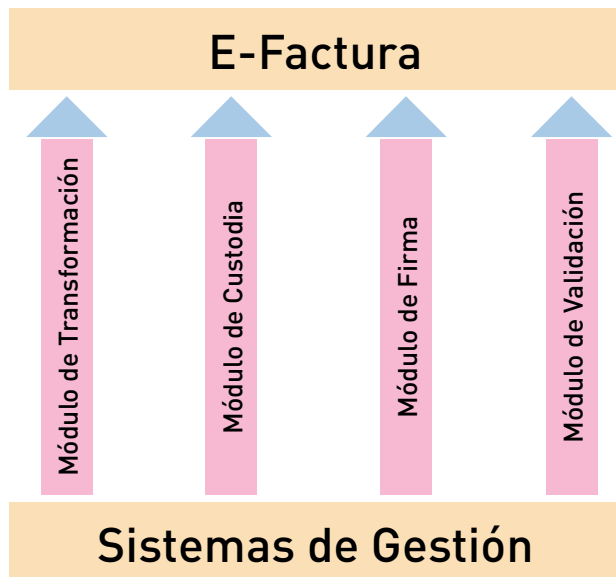 E-Factura
Módulo de Transformación
Módulo de Custodia
Módulo de Firma
Módulo de Validación
Sistemas de Gestión